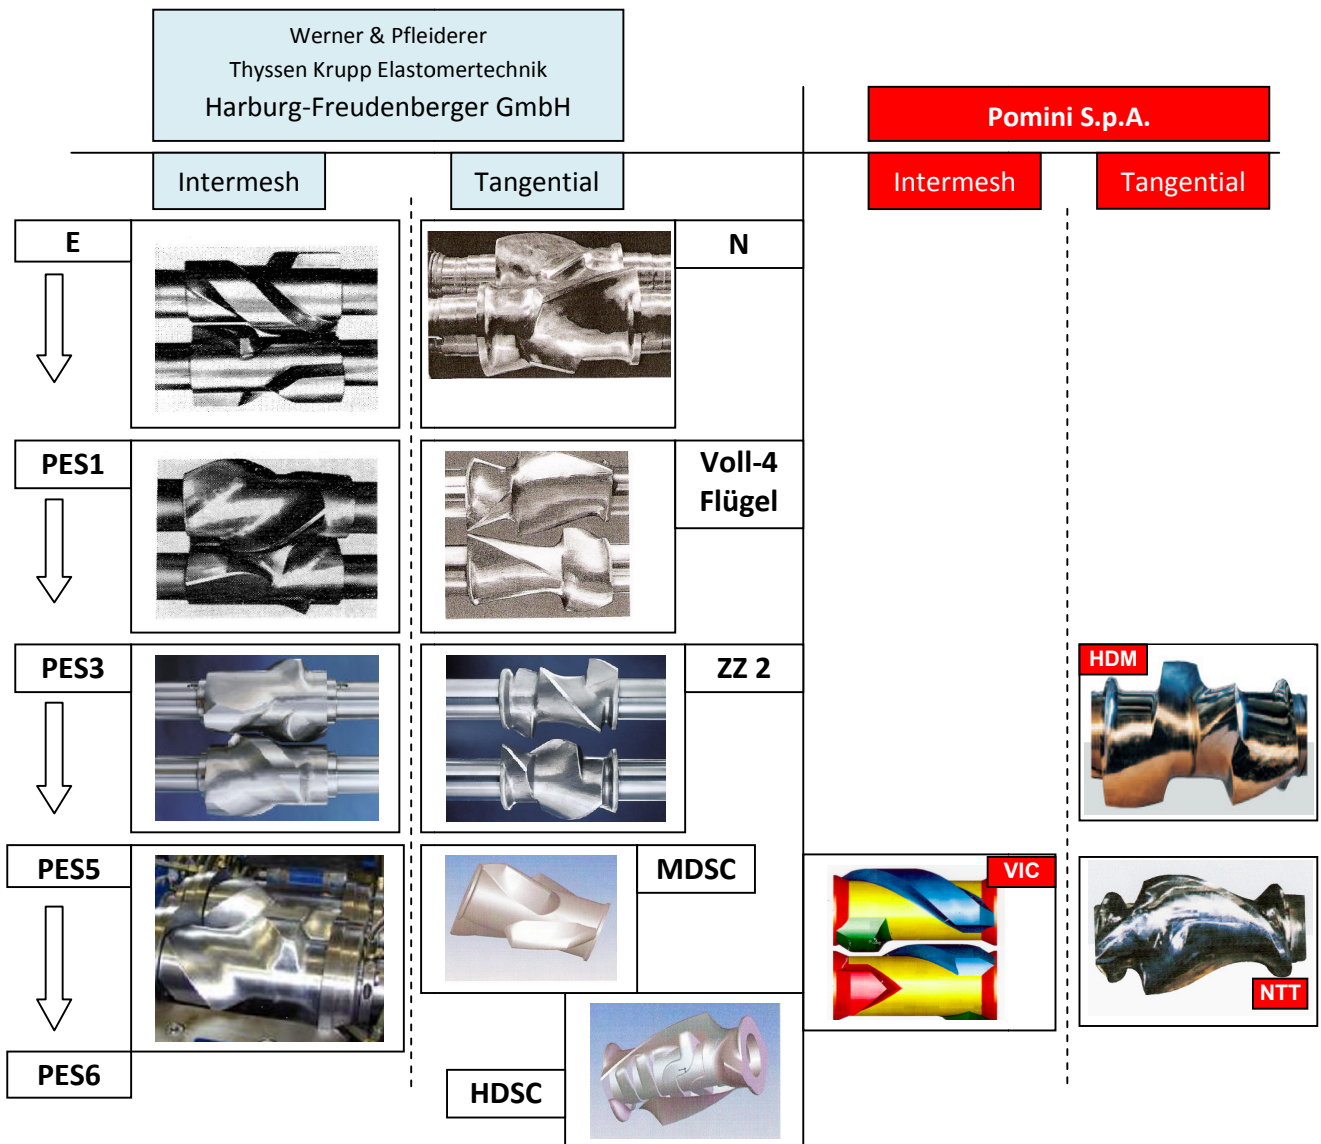 Werner & Pfleiderer
Thyssen Krupp Elastomertechnik
Harburg-Freudenberger GmbH
Pomini S.p.A.
Intermesh
Tangential
Intermesh
Tangential
E
N
PES1
Voll-4
Flügel
PES3
ZZ 2
HDM
PES5
MDSC
VIC
NTT
PES6
HDSC